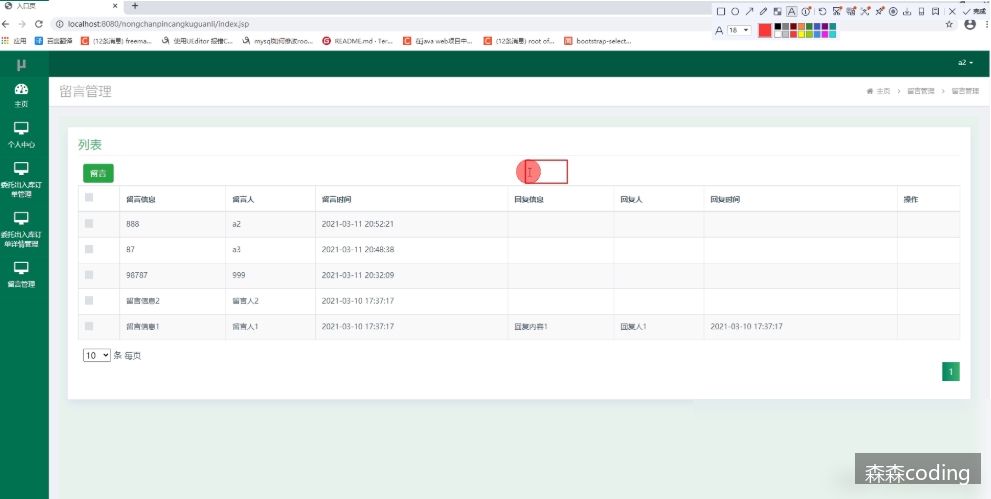 入口页
localhost:8080/nongchanpincangkuguanli/index.jsp
A 18 完成
应用 百度翻译 (12条消息) freema... 使用UEditor 报错C... mysql如何修改roo... README.md · Ter... 在java web项目中... (12条消息) root of... bootstrap-select...
μ a2
主页
个人中心
委托出入库订
单管理
委托出入库订
单详情管理
留言管理
留言管理 主页 > 留言管理 > 留言管理
列表
留言
留言信息 留言人 留言时间 回复信息 回复人 回复时间 操作
888 a2 2021-03-11 20:52:21
87 a3 2021-03-11 20:48:38
98787 999 2021-03-11 20:32:09
留言信息2 留言人2 2021-03-10 17:37:17
留言信息1 留言人1 2021-03-10 17:37:17 回复内容1 回复人1 2021-03-10 17:37:17
10 条 每页
1
森森coding